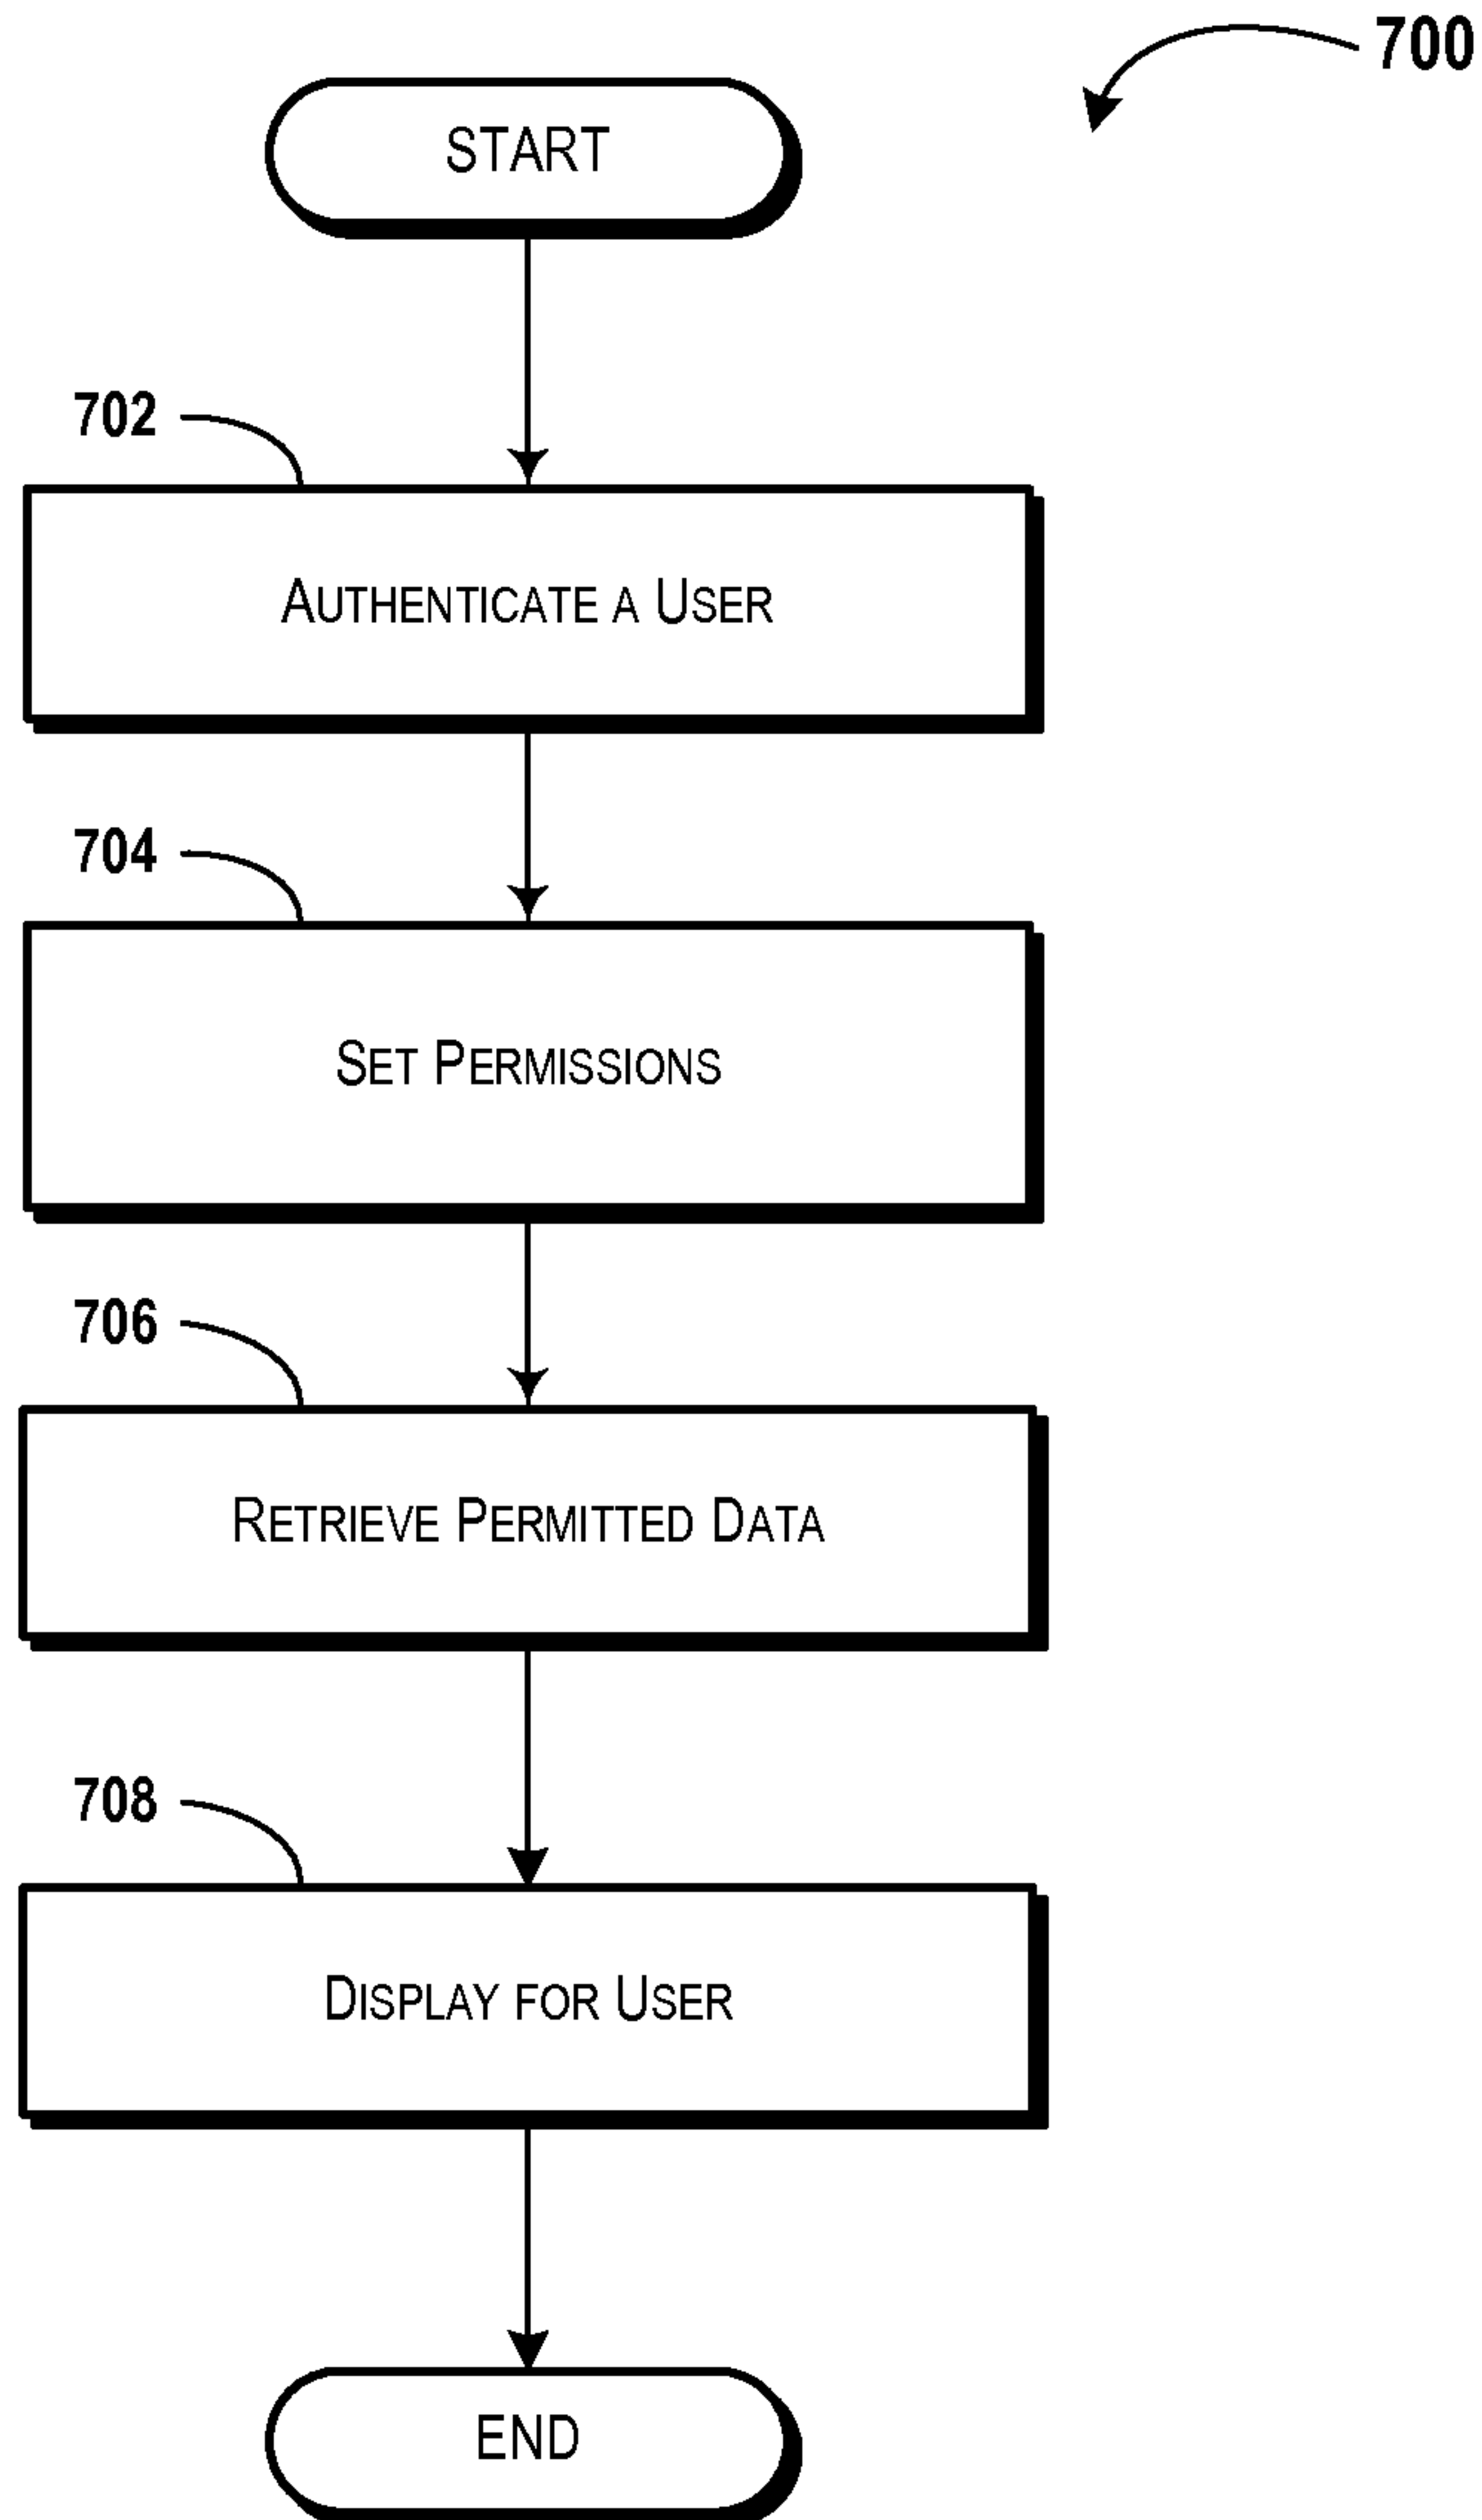 700
START
702
AUTHENTICATE A USER
704
SET PERMISSIONS
706
RETRIEVE PERMITTED DATA
708
DISPLAY FOR USER
END